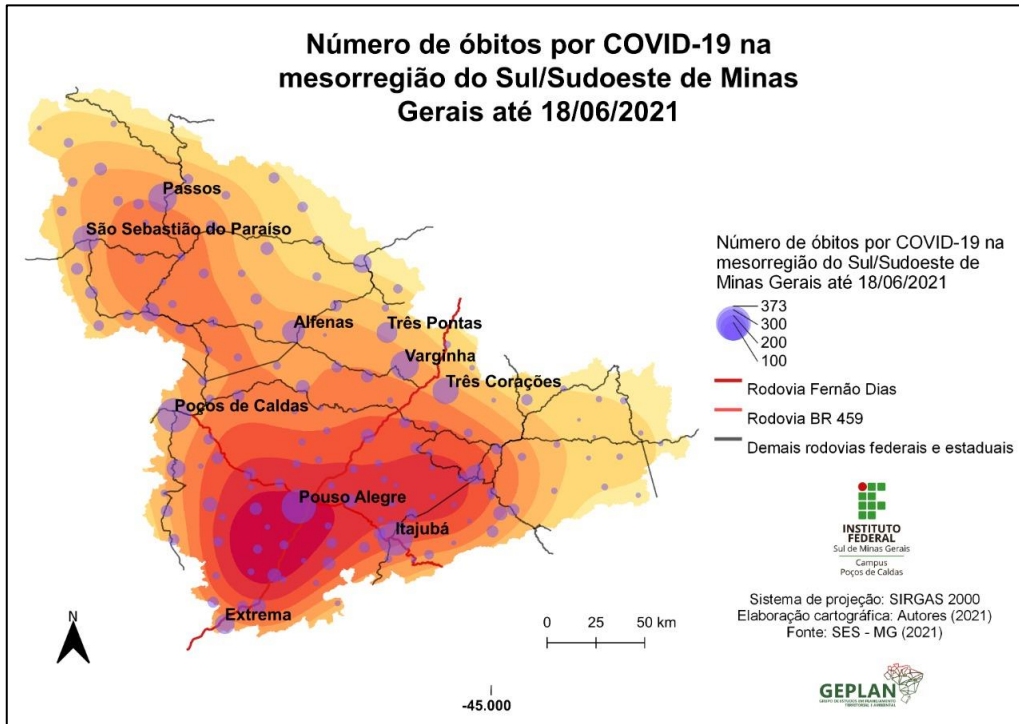 Número de óbitos por COVID-19 na
mesorregião do Sul/Sudoeste de Minas
Gerais até 18/06/2021
Passos
São Sebastião do Paraíso
Alfenas
Três Pontas
Varginha
Três Corações
Poços de Caldas
Pouso Alegre
Itajubá
Extrema
Número de óbitos por COVID-19 na
mesorregião do Sul/Sudoeste de
Minas Gerais até 18/06/2021
373
300
200
100
Rodovia Fernão Dias
Rodovia BR 459
Demais rodovias federais e estaduais
INSTITUTO
FEDERAL
Sul de Minas Gerais
Campus
Poços de Caldas
Sistema de projeção: SIRGAS 2000
Elaboração cartográfica: Autores (2021)
Fonte: SES - MG (2021)
N
0 25 50 km
-45.000
GEPLAN